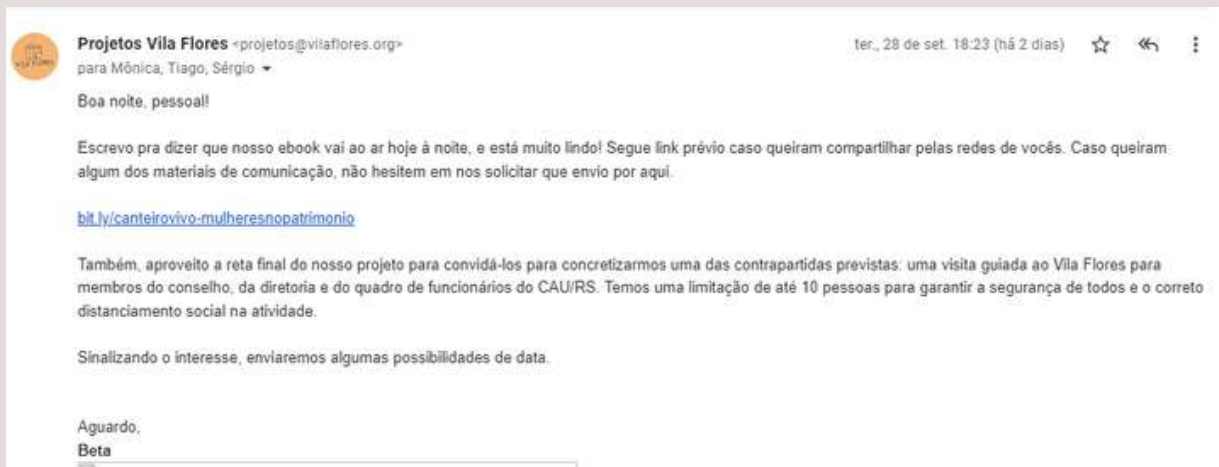 Projetos Vila Flores <projetos@vilaflores.org>
ter., 28 de set. 18:23 (há 2 dias)
para Mônica, Tiago, Sérgio
Boa noite, pessoal!
Escrevo pra dizer que nosso ebook vai ao ar hoje à noite, e está muito lindo! Segue link prévio caso queiram compartilhar pelas redes de vocês. Caso queiram
algum dos materiais de comunicação, não hesitem em nos solicitar que envio por aqui.
bit.ly/canteirovivo-mulheresnopatrimonio
Também, aproveito a reta final do nosso projeto para convidá-los para concretizarmos uma das contrapartidas previstas: uma visita guiada ao Vila Flores para
membros do conselho, da diretoria e do quadro de funcionários do CAU/RS. Temos uma limitação de até 10 pessoas para garantir a segurança de todos e o correto
distanciamento social na atividade.
Sinalizando o interesse, enviaremos algumas possibilidades de data.
Aguardo,
Beta